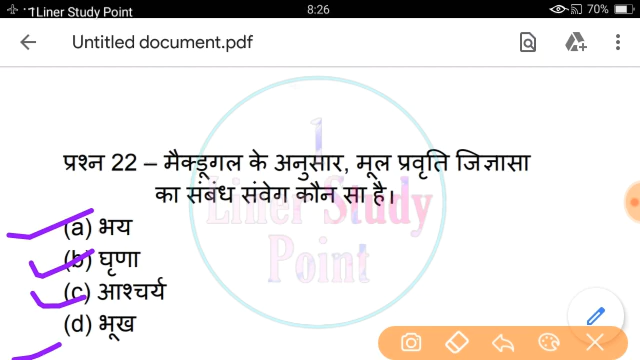 1Liner Study Point
8:26
70%
Untitled document.pdf
प्रश्न 22 – मैक्डूगल के अनुसार, मूल प्रवृति जिज्ञासा
का संबंध संवेग कौन सा है।
(a) भय
(b) घृणा
(c) आश्चर्य
(d) भूख
1
Liner Study
Point